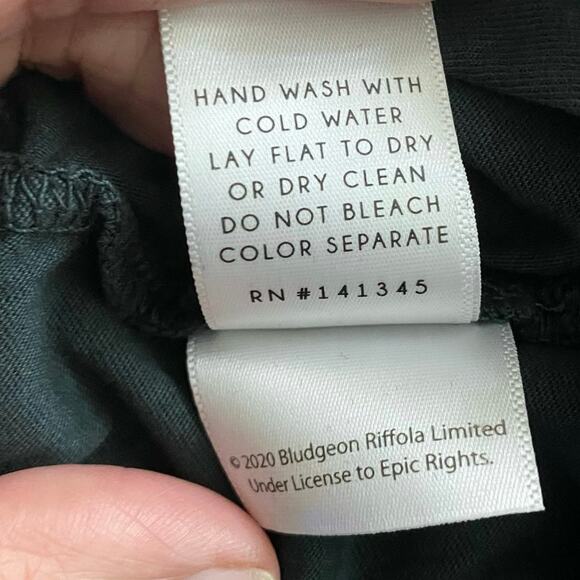 HAND WASH WITH
COLD WATER
LAY FLAT TO DRY
OR DRY CLEAN
DO NOT BLEACH
COLOR SEPARATE
RN #141345
©2020 Bludgeon Riffola Limited
Under License to Epic Rights.